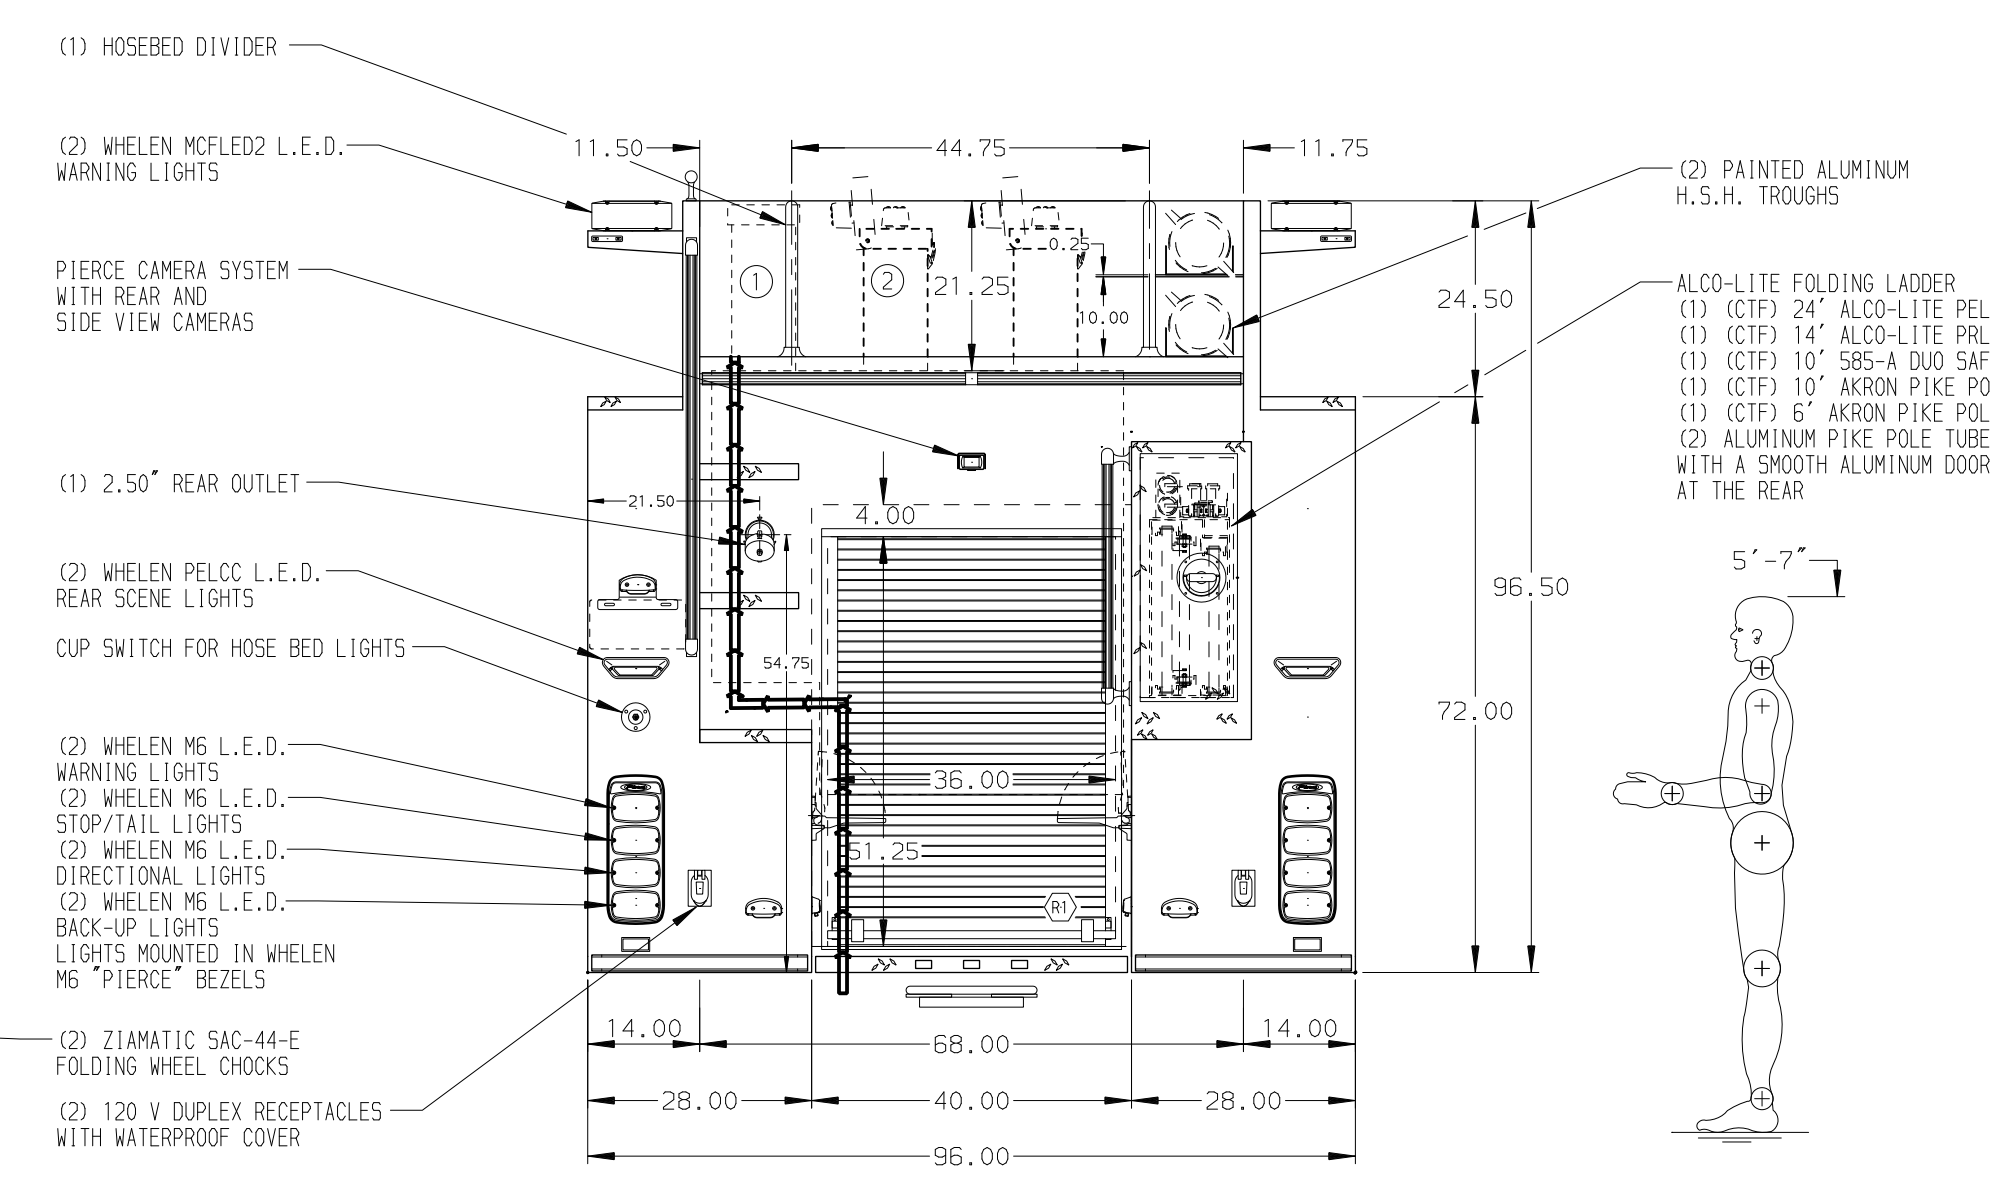 (1) HOSEBED DIVIDER
(2) WHELEN MCFLED2 L.E.D.
WARNING LIGHTS
PIERCE CAMERA SYSTEM
WITH REAR AND
SIDE VIEW CAMERAS
(1) 2.50" REAR OUTLET
(2) WHELEN PELCC L.E.D.
REAR SCENE LIGHTS
CUP SWITCH FOR HOSE BED LIGHTS
(2) WHELEN M6 L.E.D.
WARNING LIGHTS
(2) WHELEN M6 L.E.D.
STOP/TAIL LIGHTS
(2) WHELEN M6 L.E.D.
DIRECTIONAL LIGHTS
(2) WHELEN M6 L.E.D.
BACK-UP LIGHTS
LIGHTS MOUNTED IN WHELEN
M6 "PIERCE" BEZELS
(2) ZIAMATIC SAC-44-E
FOLDING WHEEL CHOCKS
(2) 120 V DUPLEX RECEPTACLES
WITH WATERPROOF COVER
11.50
44.75
11.75
0.25
1
2
21.25
10.00
24.50
21.50
4.00
96.50
54.75
72.00
36.00
51.25
R-1
14.00
68.00
14.00
28.00
40.00
28.00
96.00
(2) PAINTED ALUMINUM
H.S.H. TROUGHS
ALCO-LITE FOLDING LADDER
(1) (CTF) 24' ALCO-LITE PEL
(1) (CTF) 14' ALCO-LITE PRL
(1) (CTF) 10' 585-A DUO SAF
(1) (CTF) 10' AKRON PIKE PO
(1) (CTF) 6' AKRON PIKE POL
(2) ALUMINUM PIKE POLE TUBE
WITH A SMOOTH ALUMINUM DOOR
AT THE REAR
5'-7"